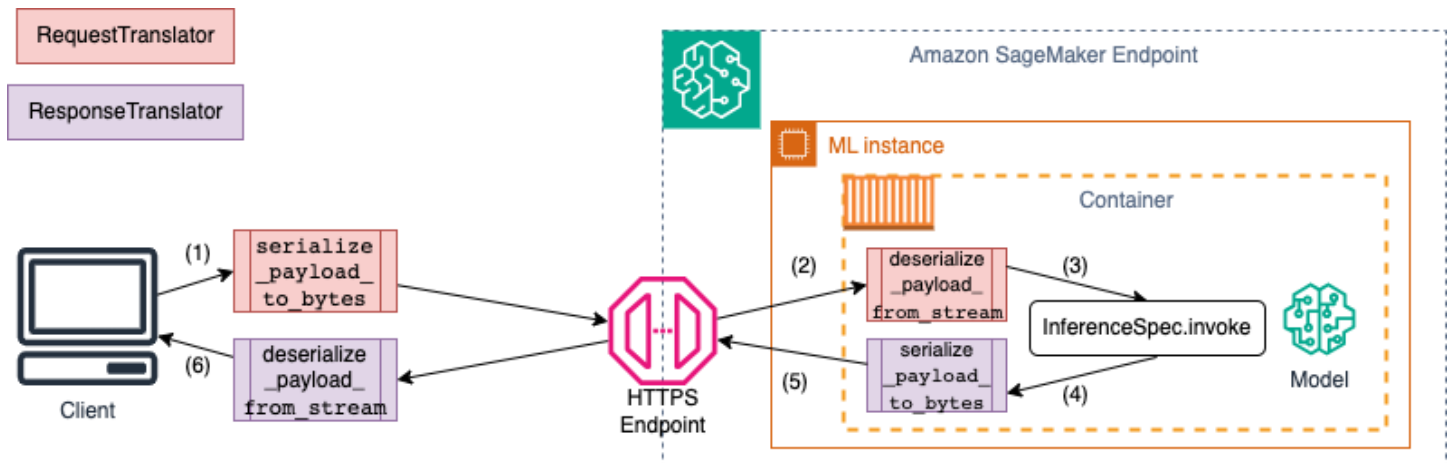 RequestTranslator
ResponseTranslator
Amazon SageMaker Endpoint
ML instance
Container
(1)
serialize
_payload_
to_bytes
(2)
deserialize
_payload_
from_stream
(3)
InferenceSpec.invoke
Model
(4)
serialize
_payload_
to_bytes
(5)
HTTPS
Endpoint
deserialize
_payload_
from_stream
(6)
Client